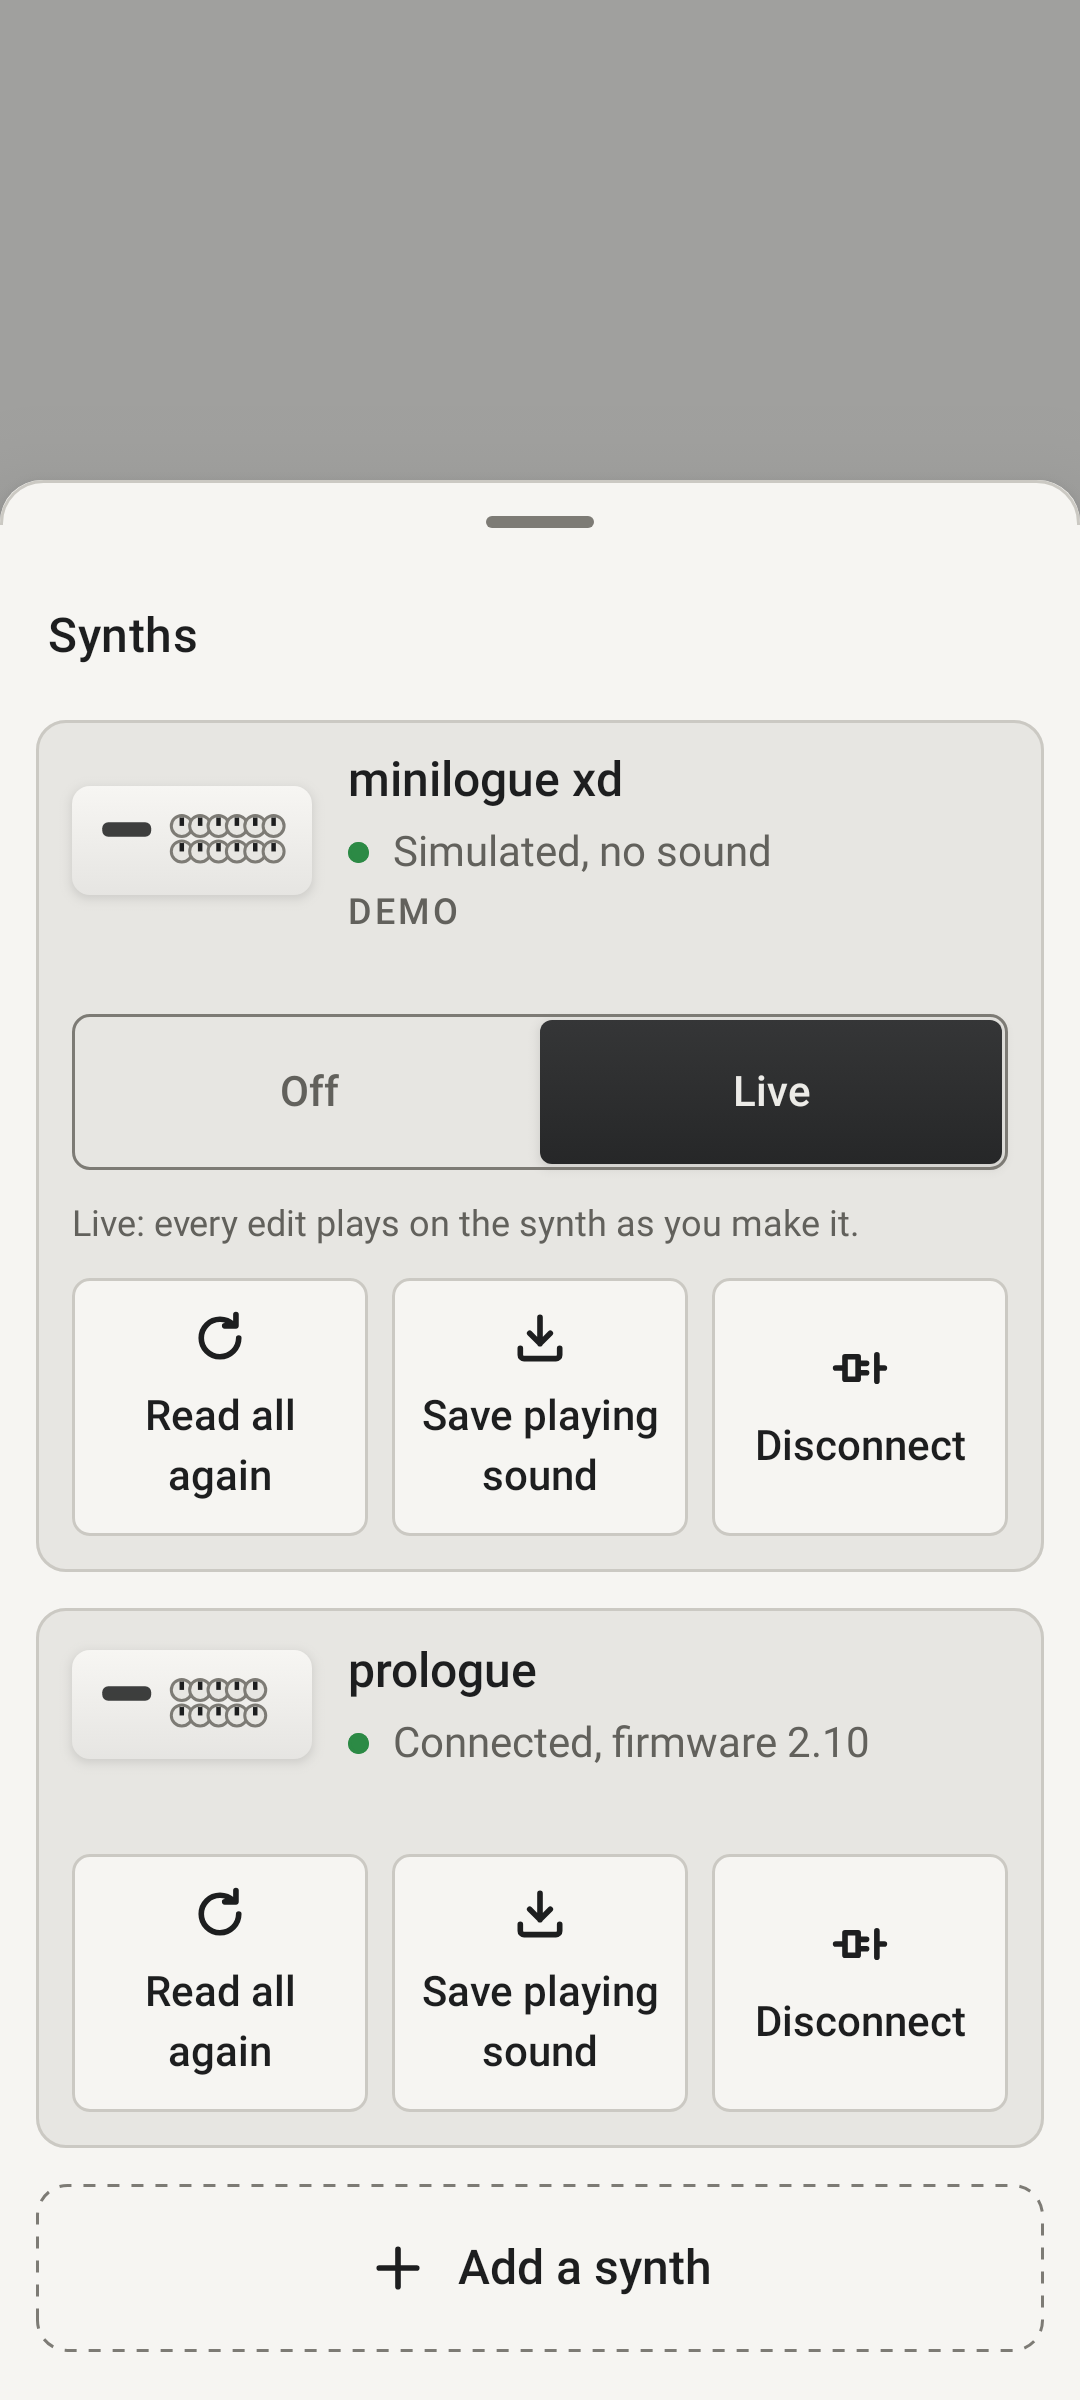 Synths
minilogue xd
Simulated, no sound
DEMO
Off
Live
Live: every edit plays on the synth as you make it.
Read all
again
Save playing
sound
Disconnect
prologue
Connected, firmware 2.10
Read all
again
Save playing
sound
Disconnect
Add a synth